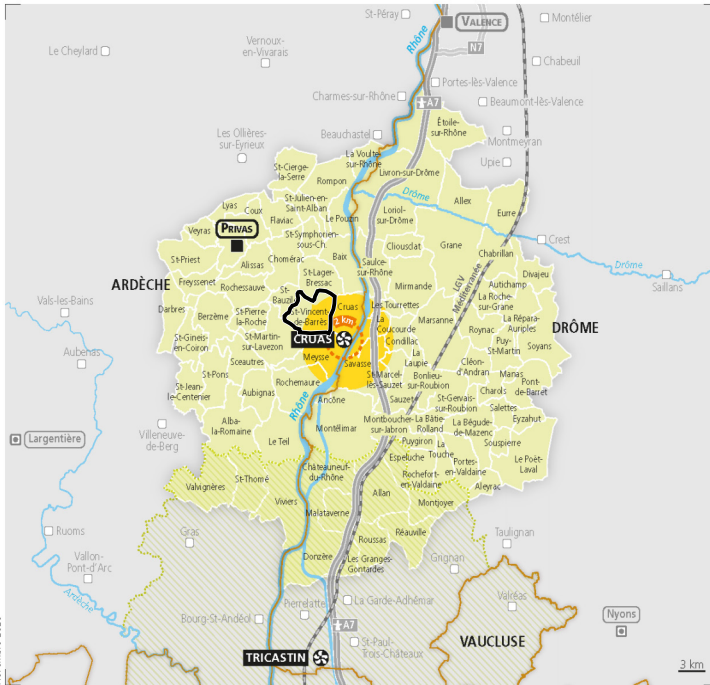 St-Péray
VALENCE
Montélier
Rhône
Vernoux-
en-Vivarais
Le Cheylard
N7
Chabeuil
Portes-lès-Valence
Charmes-sur-Rhône
A7
Beaumont-lès-Valence
Étoile-
sur-Rhône
Les Ollières-
sur-Eyrieux
Beauchastel
Montmeyran
La Voulte-
sur-Rhône
Upie
St-Cierge-
la-Serre
Rompon
Livron-sur-Drôme
St-Julien-en-
Saint-Alban
Drôme
Allex
Lyas
Coux
Flaviac
Le Pouzin
Loriol-
sur-Drôme
Eurre
Veyras
PRIVAS
St-Symphorien-
sous-Ch.
Cliousclat
Grane
Crest
Chomérac
Baix
Chabrillan
St-Priest
Alissas
Saulce-
sur-Rhône
Drôme
St-Lager-
Bressac
Divajeu
ARDÈCHE
Freyssenet
Rochessauve
Mirmande
LGV
Méditerranée
Autichamp
Saillans
St-
Bauzil
La Roche-
sur-Grane
Vals-les-Bains
Darbres
Berzème
St-Pierre-
la-Roche
St-Vincent-
de-Barrès
Cruas
Les Tourrettes
km
La
Coucourde
Marsanne
La Répara-
Auriples
DRÔME
Roynac
St-Gineis-
en-Coiron
St-Martin-
sur-Lavezon
CRUAS
Condillac
Puy-
St-Martin
Soyans
Aubenas
Sceautres
Meysse
Savasse
La
Laupie
Cléon-
d'Andran
Manas
St-Pons
St-Marcel-
lès-Sauzet
Bonlieu-
sur-Roubion
Pont-
de-Barret
St-Jean-
le-Centenier
Aubignas
Rochemaure
Charols
Rhône
Ancône
Sauzet
St-Gervais-
sur-Roubion
Salettes
Alba-
la-Romaine
Montélimar
Montboucher-
sur-Jabron
La Bâtie-
Rolland
La Bégude-
de-Mazenc
Eyzahut
Villeneuve-
de-Berg
Le Teil
Puygiron
La
Touche
Souspierre
Largentière
Espeluche
Portes-
en-Valdaine
Le Poët-
Laval
Châteauneuf-
du-Rhône
Rochefort-
en-Valdaine
Aleyrac
St-Thomé
Valvignères
Viviers
Allan
Montjoyer
Malataverne
Ruoms
Gras
Réauville
Taulignan
Roussas
Vallon-
Pont-d'Arc
Donzère
Les Granges-
Gontardes
Grignan
Ardèche
Valréas
Pierrelatte
La Garde-Adhémar
Bourg-St-Andéol
Nyons
A7
St-Paul-
Trois-Châteaux
VAUCLUSE
TRICASTIN
3 km